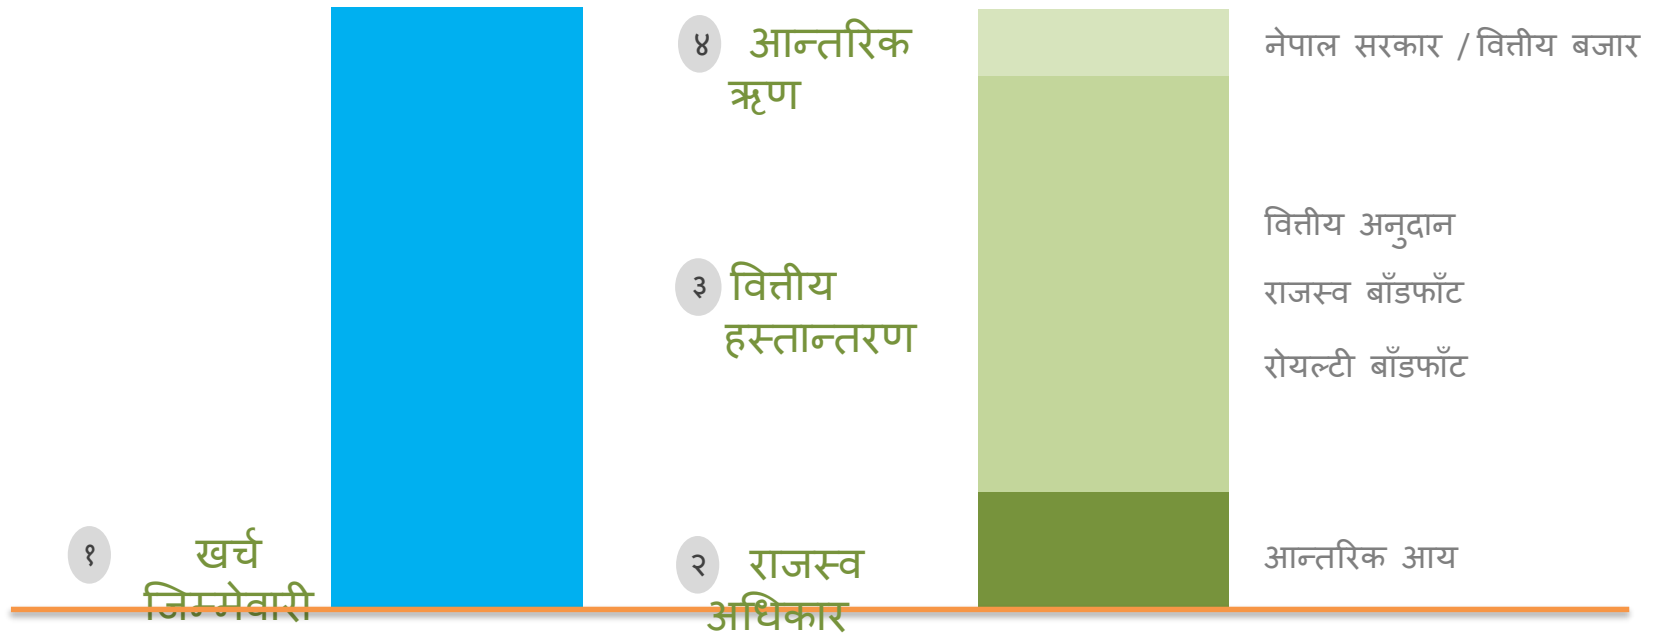 ४ आन्तरिक
ऋण
नेपाल सरकार / वित्तीय बजार
वित्तीय अनुदान
३ वित्तीय
हस्तान्तरण
राजस्व बाँडफाँट
रोयल्टी बाँडफाँट
१ खर्च
जिम्मेवारी
२ राजस्व
अधिकार
आन्तरिक आय